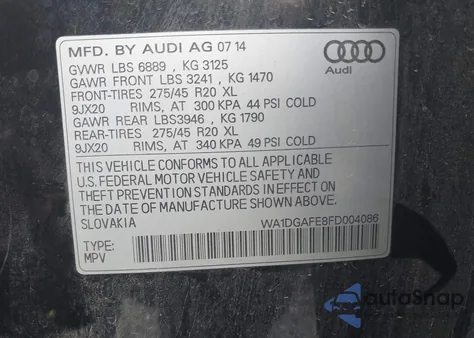 MFD. BY AUDI AG 07 14
GVWR LBS 6889 , KG 3125
GAWR FRONT LBS 3241 , KG 1470
FRONT-TIRES 275/45 R20 XL
9JX20 RIMS, AT 300 KPA 44 PSI COLD
GAWR REAR LBS3946 , KG 1790
REAR-TIRES 275/45 R20 XL
9JX20 RIMS, AT 340 KPA 49 PSI COLD
Audi
THIS VEHICLE CONFORMS TO ALL APPLICABLE
U.S. FEDERAL MOTOR VEHICLE SAFETY AND
THEFT PREVENTION STANDARDS IN EFFECT ON
THE DATE OF MANUFACTURE SHOWN ABOVE.
SLOVAKIA WA1DGAFE8FD004086
TYPE:
MPV
autoSnap